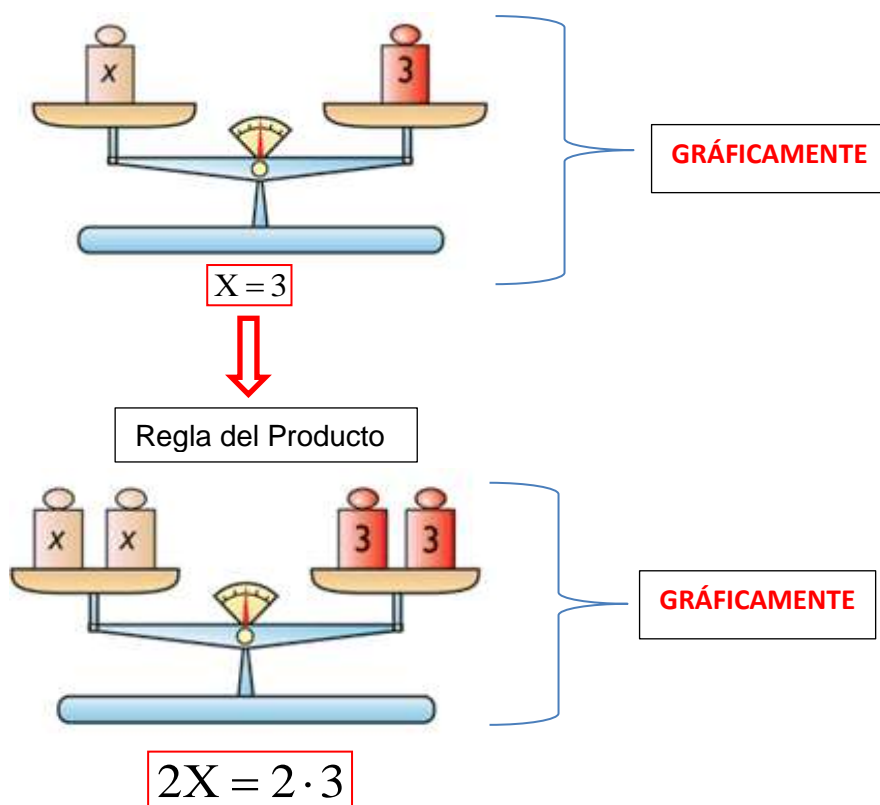 x 3
GRÁFICAMENTE
X = 3
Regla del Producto
x x 3 3
GRÁFICAMENTE
2X = 2 · 3